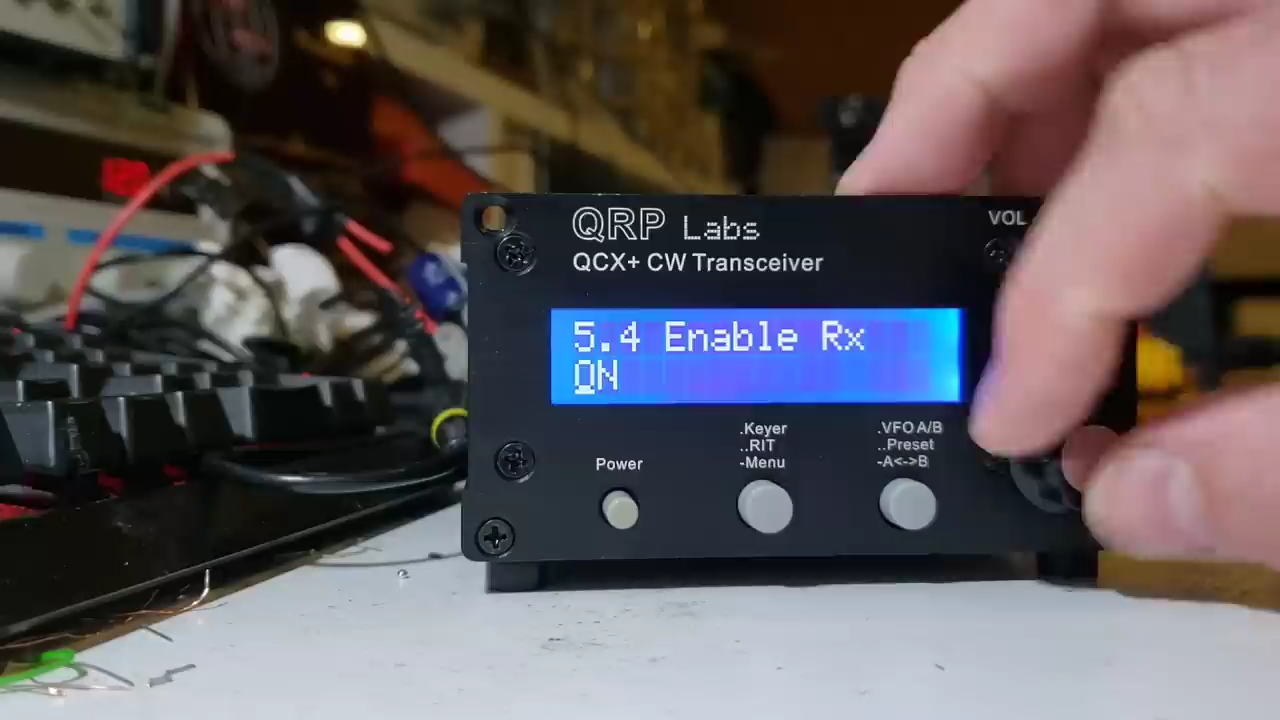 QRP Labs
QCX+ CW Transceiver
VOL
5.4 Enable Rx
ON
Power
.Keyer
..RIT
-Menu
.VFO A/B
..Preset
-A<->B